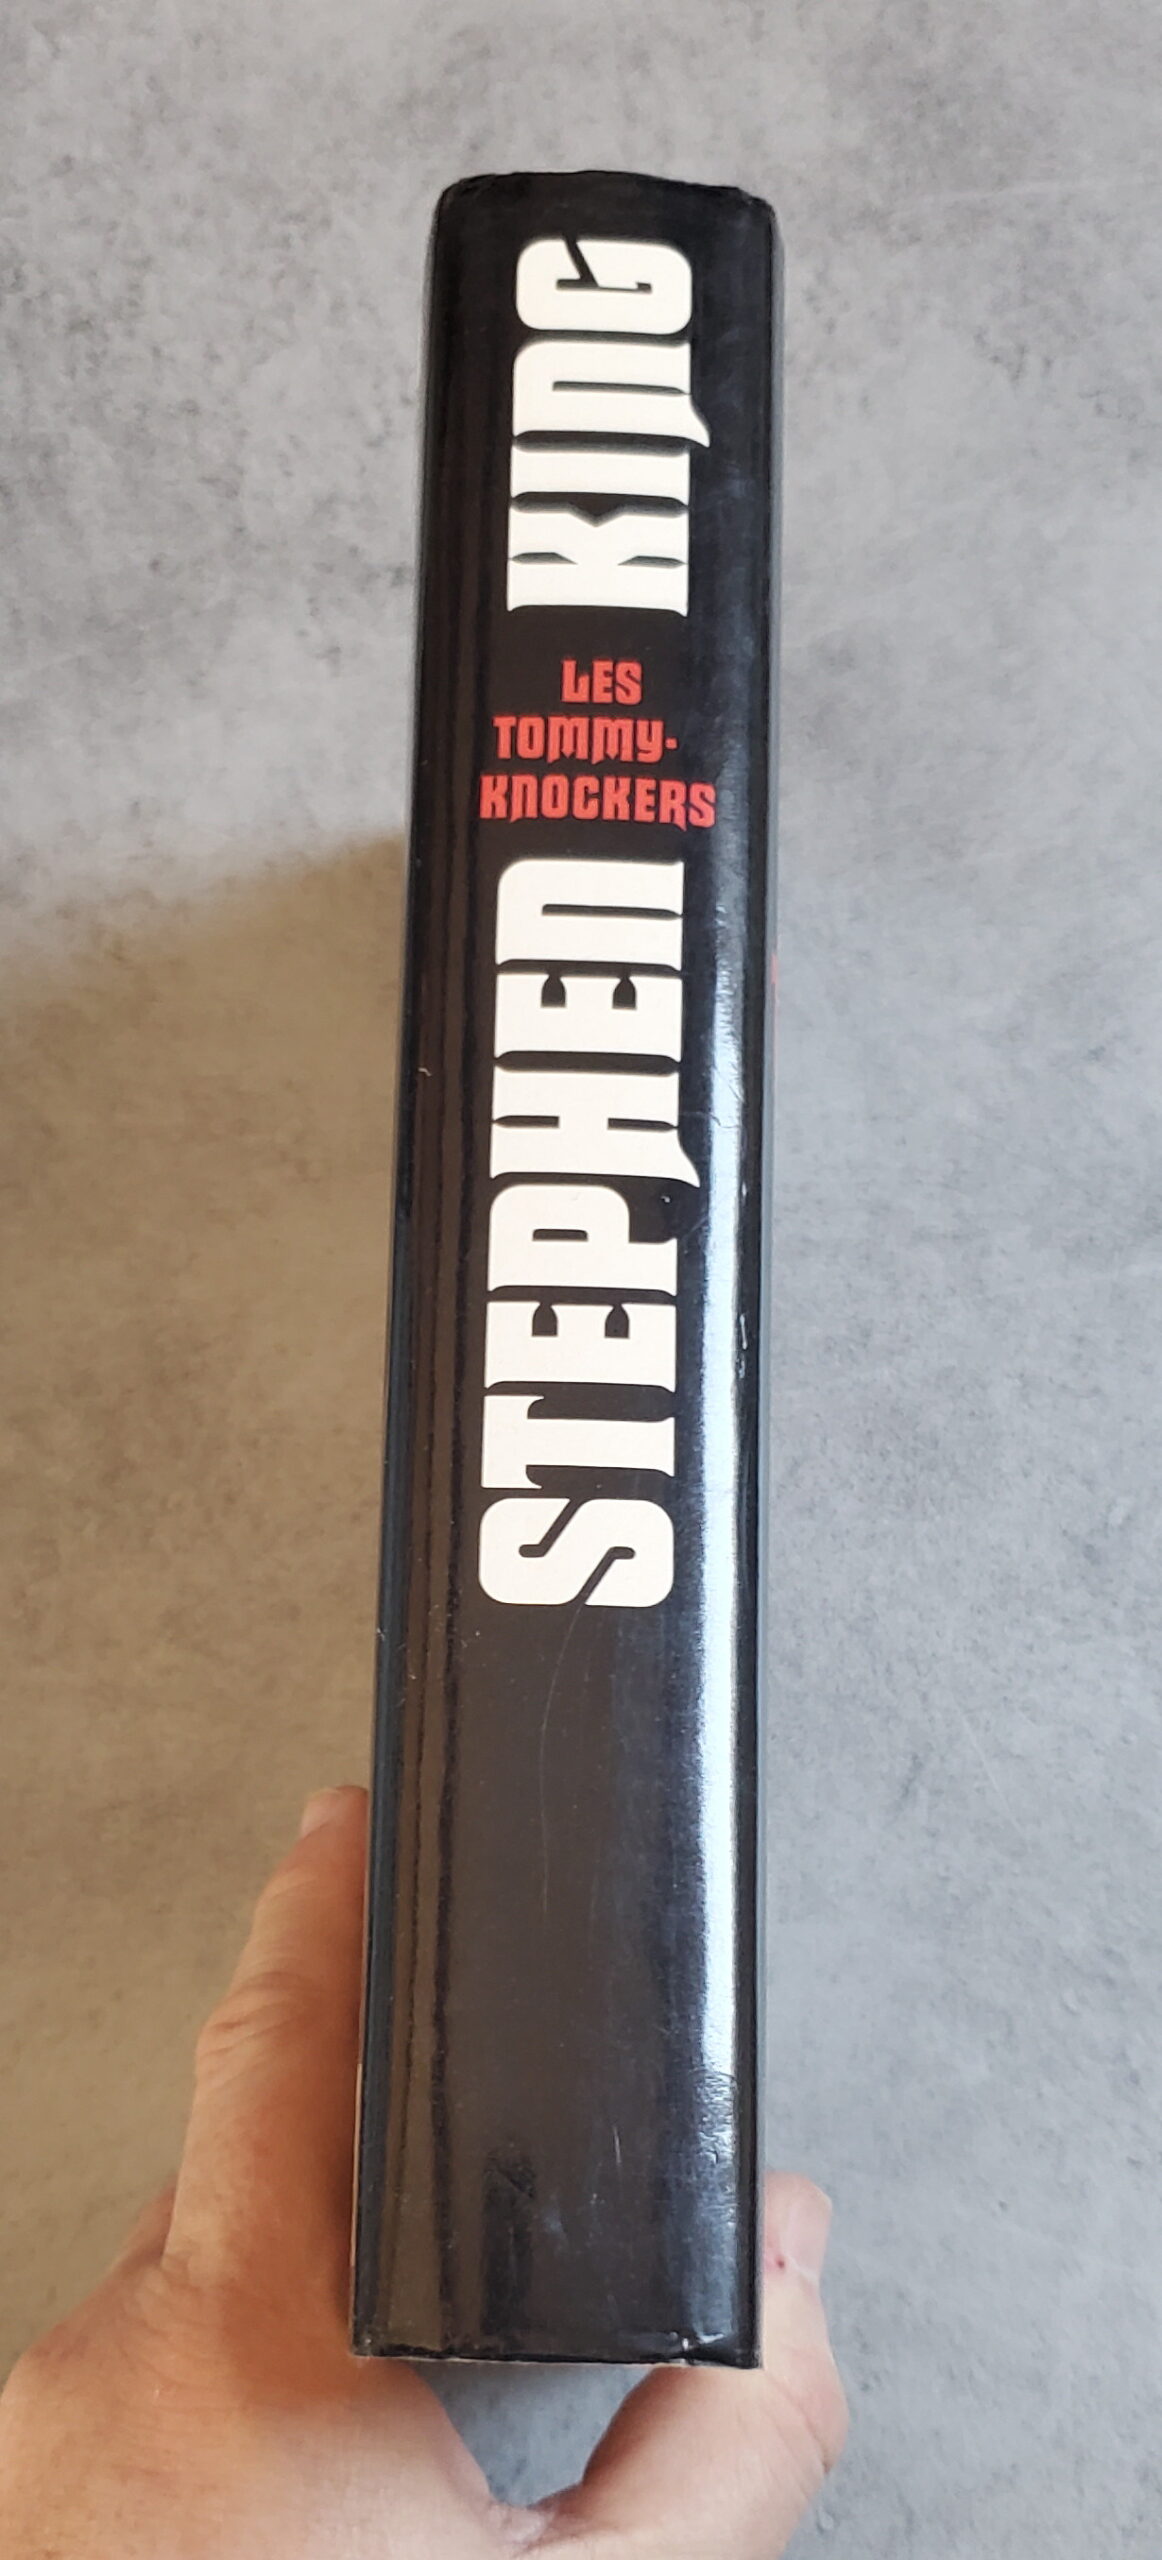 STEPHEN KING
LES
TOMMY-
KNOCKERS